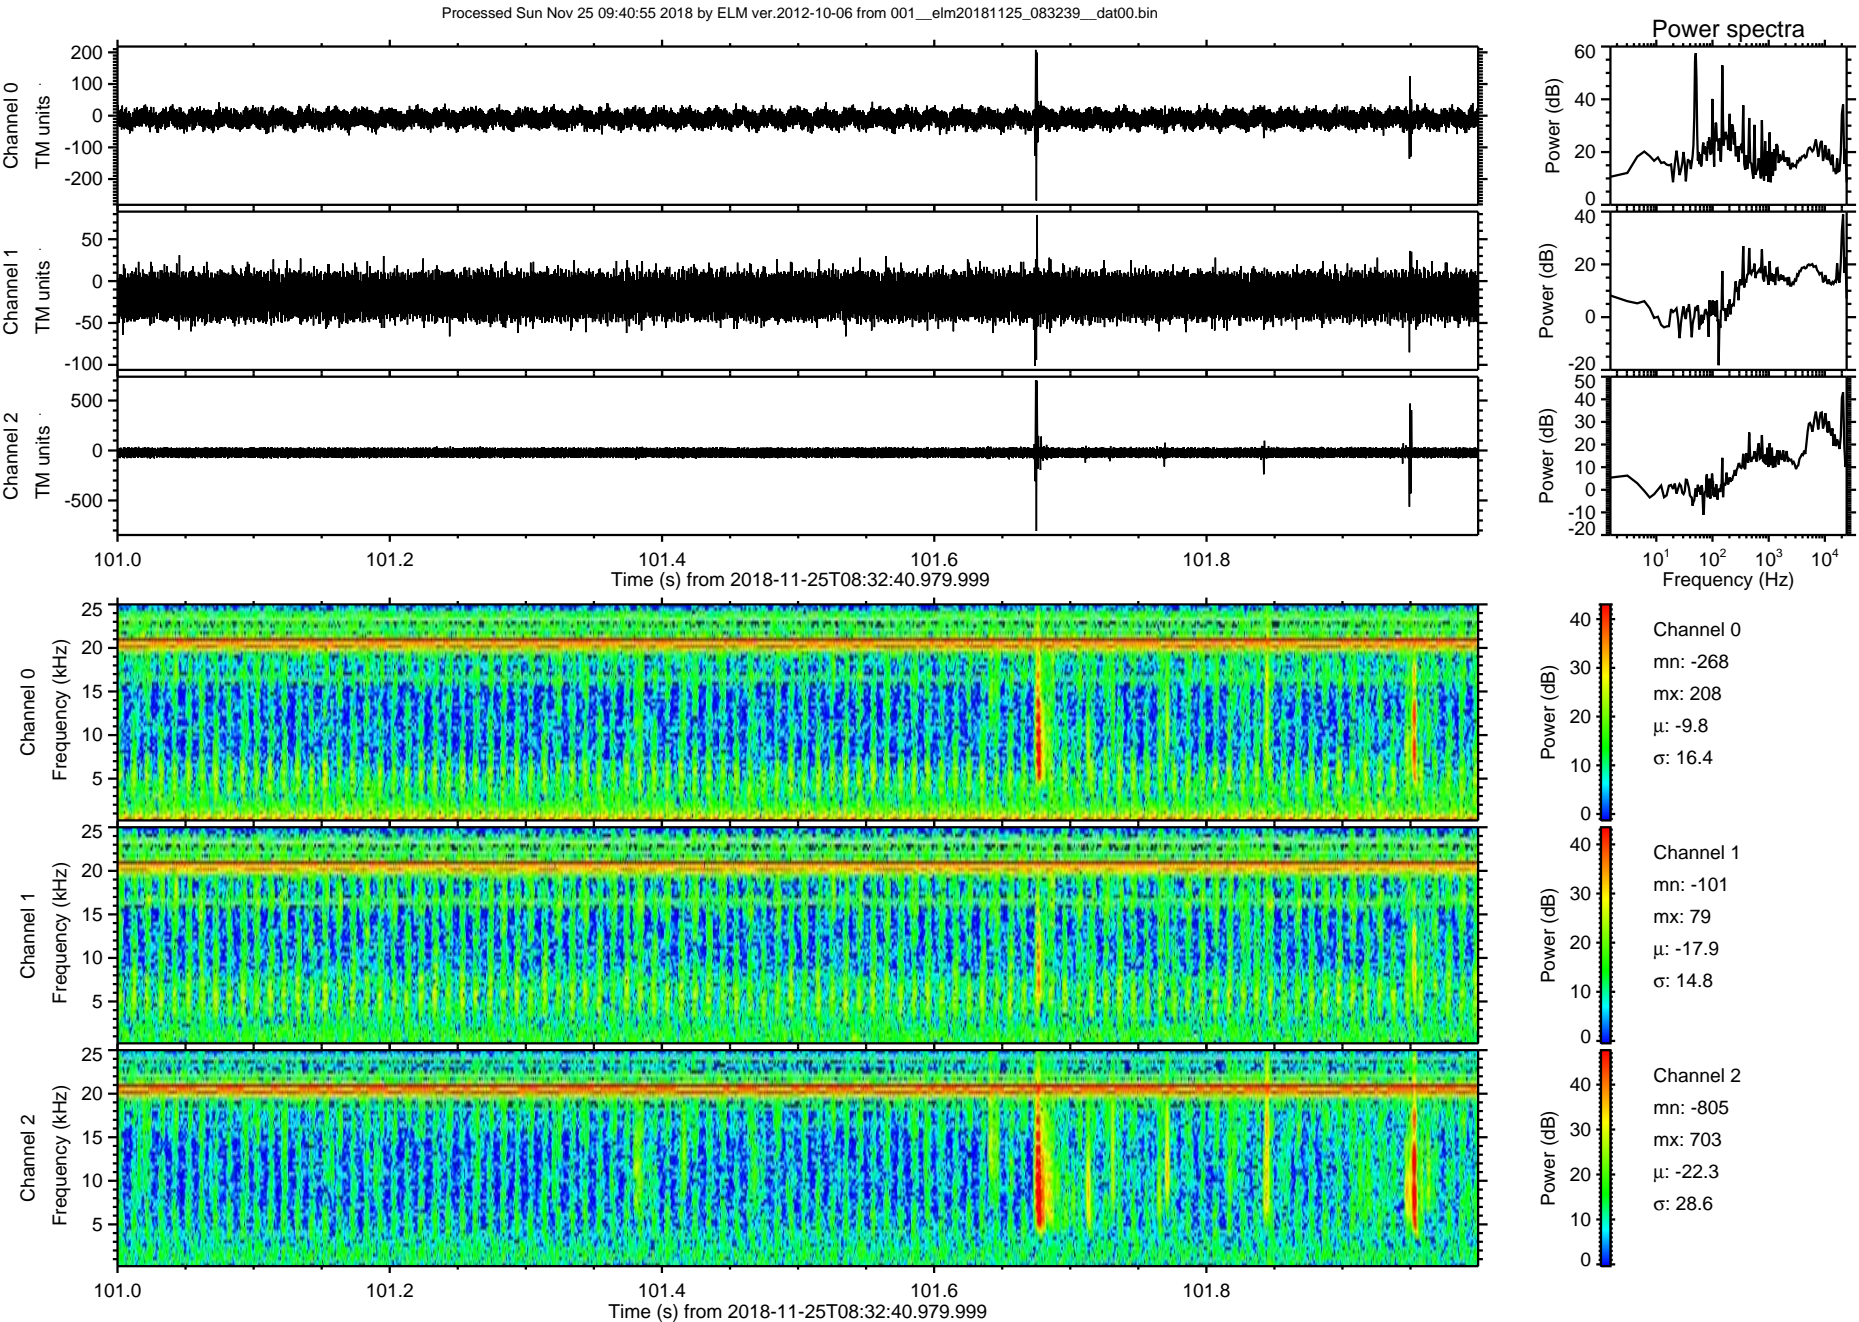 Processed Sun Nov 25 09:40:55 2018 by ELM ver.2012-10-06 from 001__elm20181125_083239__dat00.bin
Power spectra
Channel 0
TM units
200
100
0
-100
-200
Power (dB)
60
40
20
0
Channel 1
TM units
50
0
-50
-100
Power (dB)
40
20
0
-20
Channel 2
TM units
500
0
-500
Power (dB)
50
40
30
20
10
0
-10
-20
101.0 101.2 101.4 101.6 101.8
Time (s) from 2018-11-25T08:32:40.979.999
10¹ 10² 10³ 10⁴
Frequency (Hz)
Channel 0
Frequency (kHz)
25
20
15
10
5
Power (dB)
40
30
20
10
0
Channel 0
mn: -268
mx: 208
μ: -9.8
σ: 16.4
Channel 1
Frequency (kHz)
25
20
15
10
5
Power (dB)
40
30
20
10
0
Channel 1
mn: -101
mx: 79
μ: -17.9
σ: 14.8
Channel 2
Frequency (kHz)
25
20
15
10
5
Power (dB)
40
30
20
10
0
Channel 2
mn: -805
mx: 703
μ: -22.3
σ: 28.6
101.0 101.2 101.4 101.6 101.8
Time (s) from 2018-11-25T08:32:40.979.999